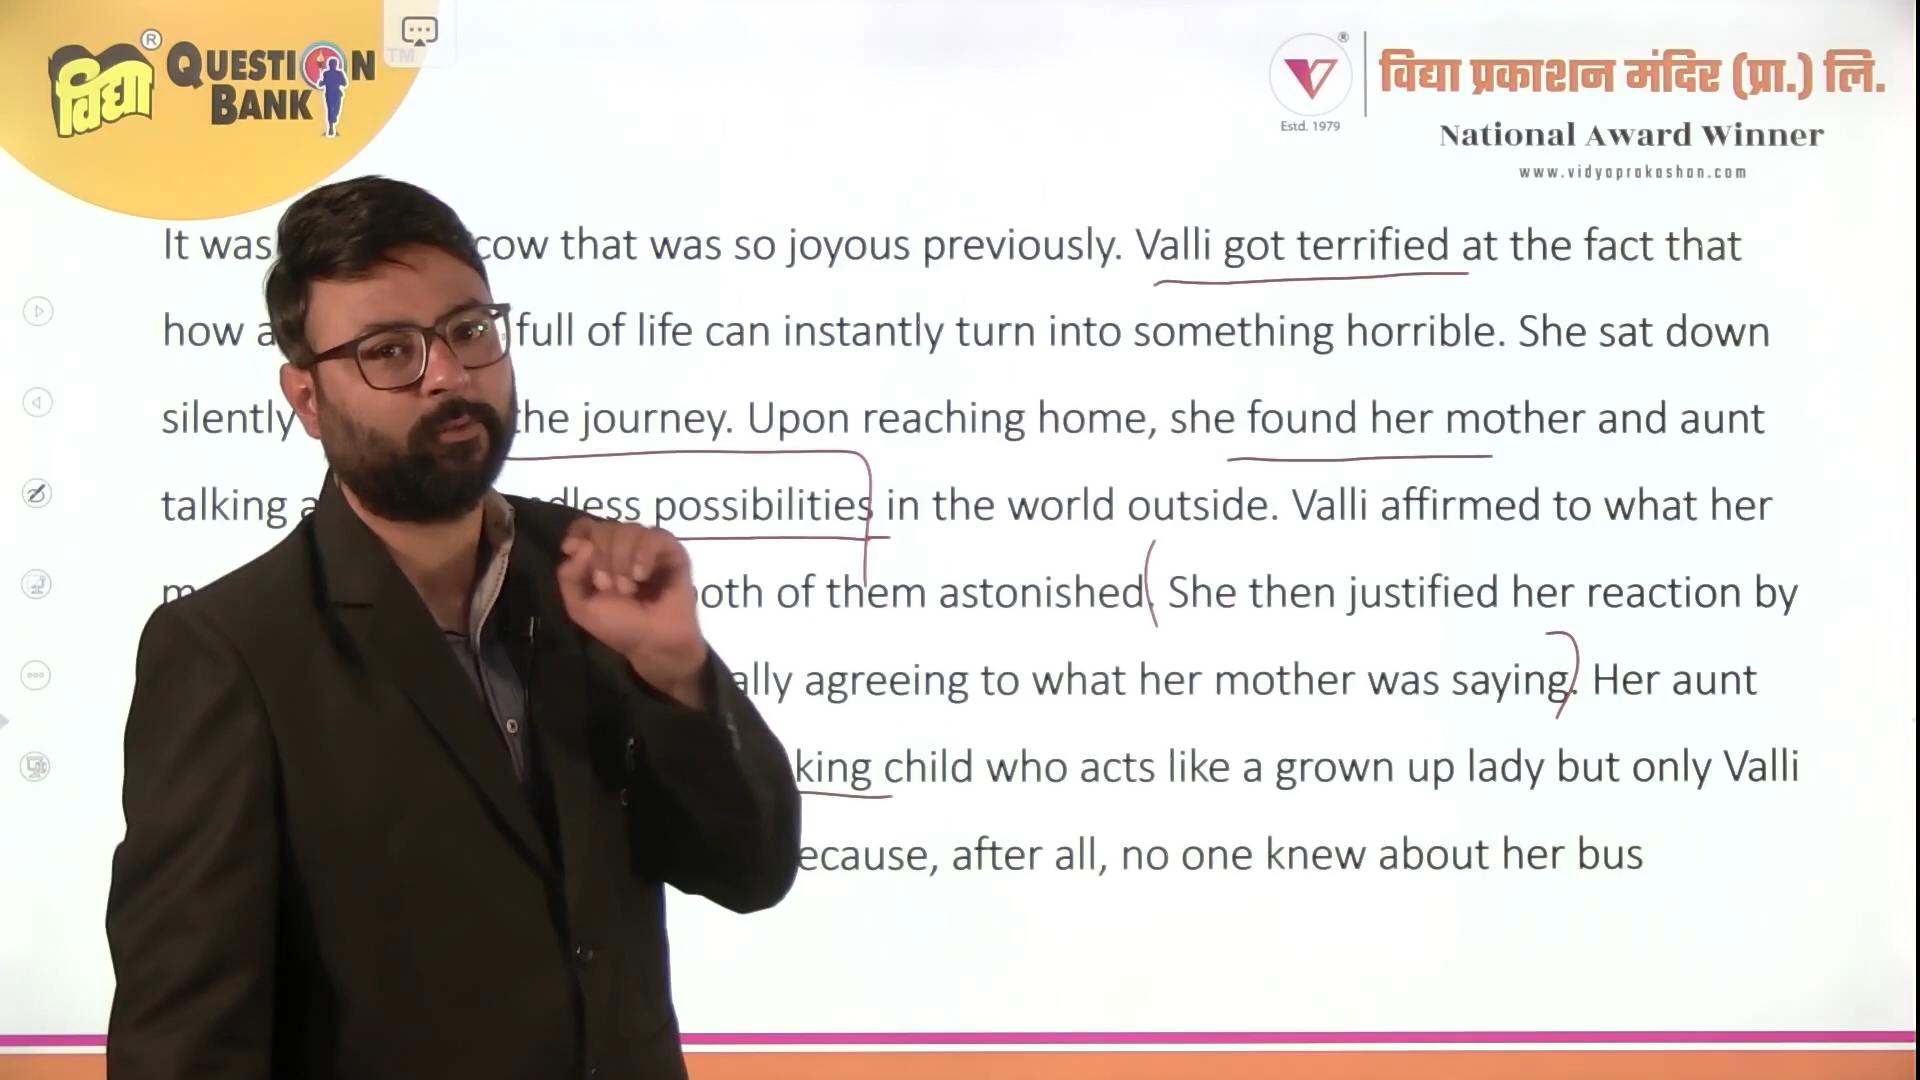 विद्या
®
QUESTION
BANK
TM
®
Estd. 1979
विद्या प्रकाशन मंदिर (प्रा.) लि.
National Award Winner
www.vidyaprakashan.com
It was cow that was so joyous previously. Valli got terrified at the fact that
how full of life can instantly turn into something horrible. She sat down
silently the journey. Upon reaching home, she found her mother and aunt
talking possibilities in the world outside. Valli affirmed to what her
of them astonished. She then justified her reaction by
agreeing to what her mother was saying. Her aunt
child who acts like a grown up lady but only Valli
after all, no one knew about her bus